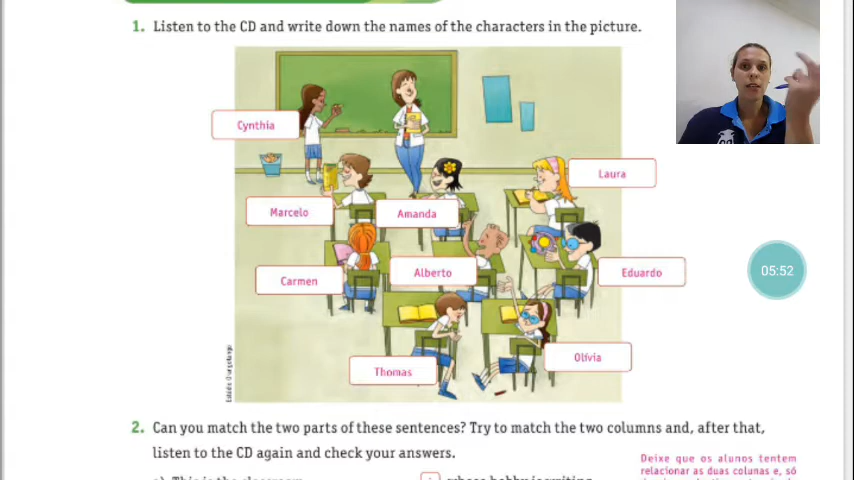 1. Listen to the CD and write down the names of the characters in the picture.
Cynthia
Laura
Marcelo
Amanda
Carmen
Alberto
Eduardo
05:52
Thomas
Olívia
2. Can you match the two parts of these sentences? Try to match the two columns and, after that,
listen to the CD again and check your answers.
Deixe que os alunos tentem
relacionar as duas colunas e, só